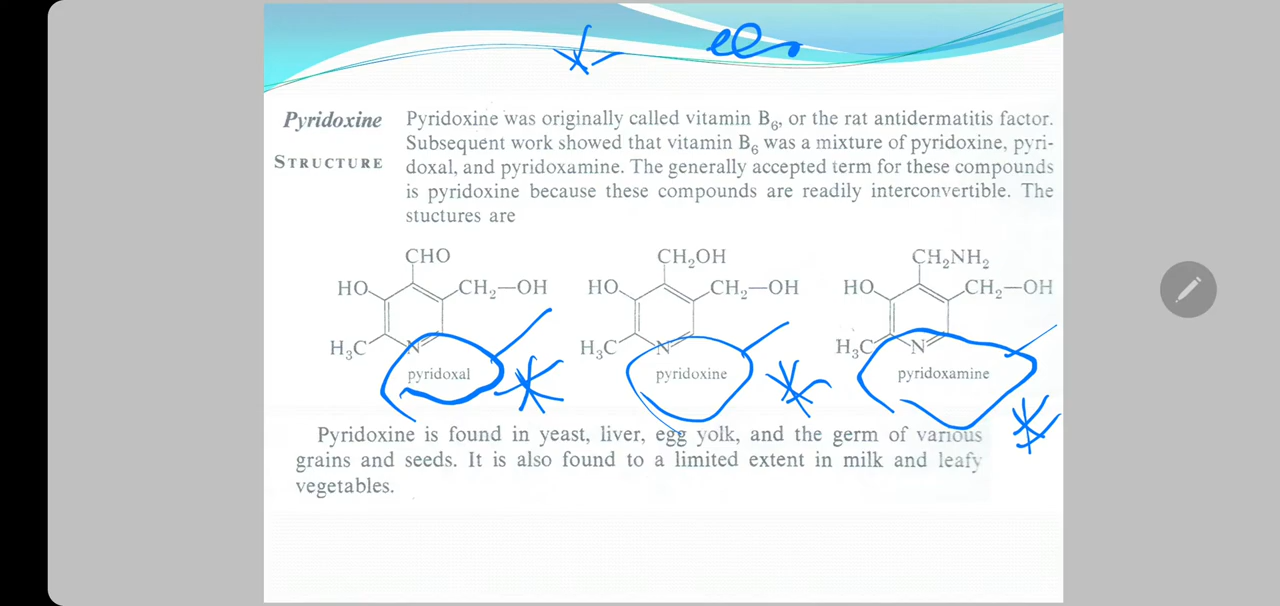 Pyridoxine
STRUCTURE
Pyridoxine was originally called vitamin B₆, or the rat antidermatitis factor.
Subsequent work showed that vitamin B₆ was a mixture of pyridoxine, pyri-
doxal, and pyridoxamine. The generally accepted term for these compounds
is pyridoxine because these compounds are readily interconvertible. The
stuctures are
CHO CH₂OH CH₂NH₂
HO CH₂—OH HO CH₂—OH HO CH₂—OH
H₃C N H₃C N H₃C N
pyridoxal pyridoxine pyridoxamine
Pyridoxine is found in yeast, liver, egg yolk, and the germ of various
grains and seeds. It is also found to a limited extent in milk and leafy
vegetables.